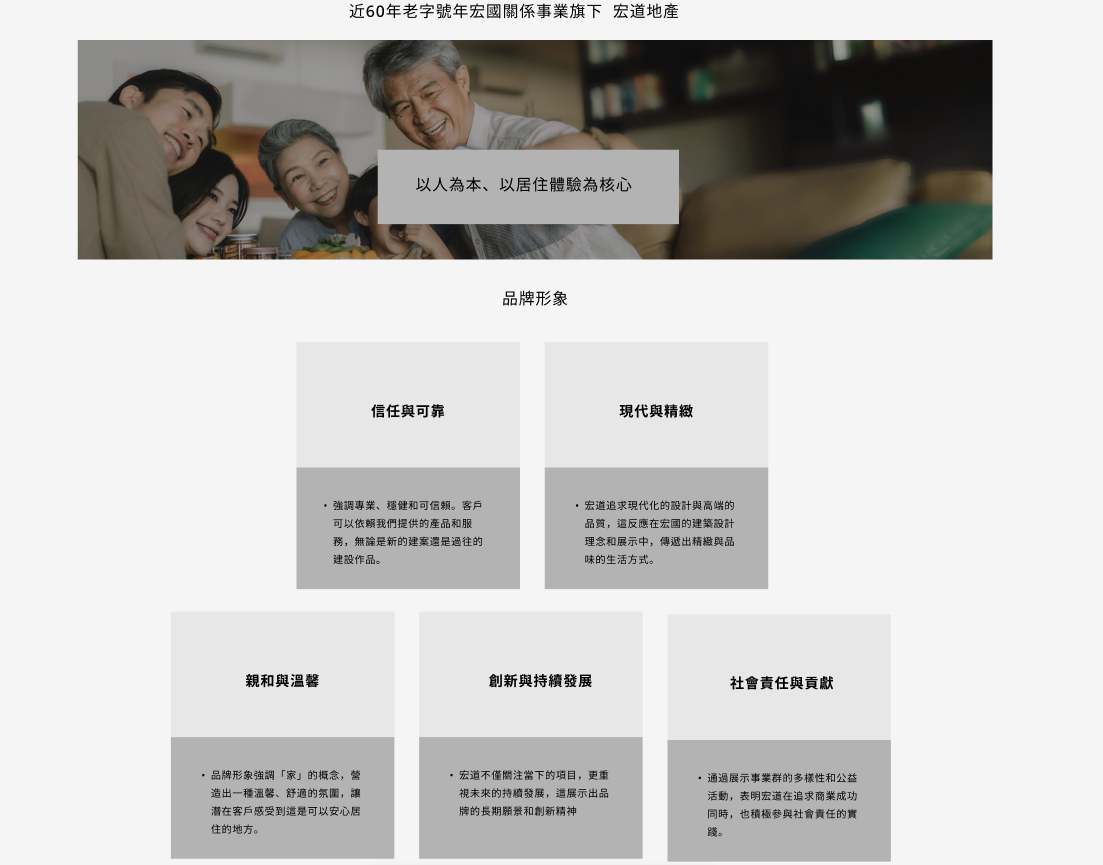 近60年老字號年宏國關係事業旗下 宏道地產
以人為本、以居住體驗為核心
品牌形象
信任與可靠
• 強調專業、穩健和可信賴。客戶
可以依賴我們提供的產品和服
務，無論是新的建案還是過往的
建設作品。
現代與精緻
• 宏道追求現代化的設計與高端的
品質，這反應在宏國的建築設計
理念和展示中，傳遞出精緻與品
味的生活方式。
親和與溫馨
• 品牌形象強調「家」的概念，營
造出一種溫馨、舒適的氛圍，讓
潛在客戶感受到這是可以安心居
住的地方。
創新與持續發展
• 宏道不僅關注當下的項目，更重
視未來的持續發展，這展示出品
牌的長期願景和創新精神
社會責任與貢獻
• 通過展示事業群的多樣性和公益
活動，表明宏道在追求商業成功
同時，也積極參與社會責任的實
踐。